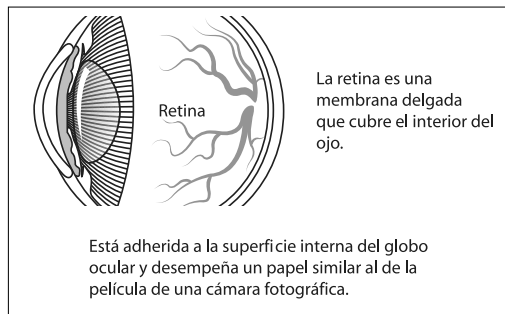 Retina
La retina es una
membrana delgada
que cubre el interior del
ojo.
Está adherida a la superficie interna del globo
ocular y desempeña un papel similar al de la
película de una cámara fotográfica.